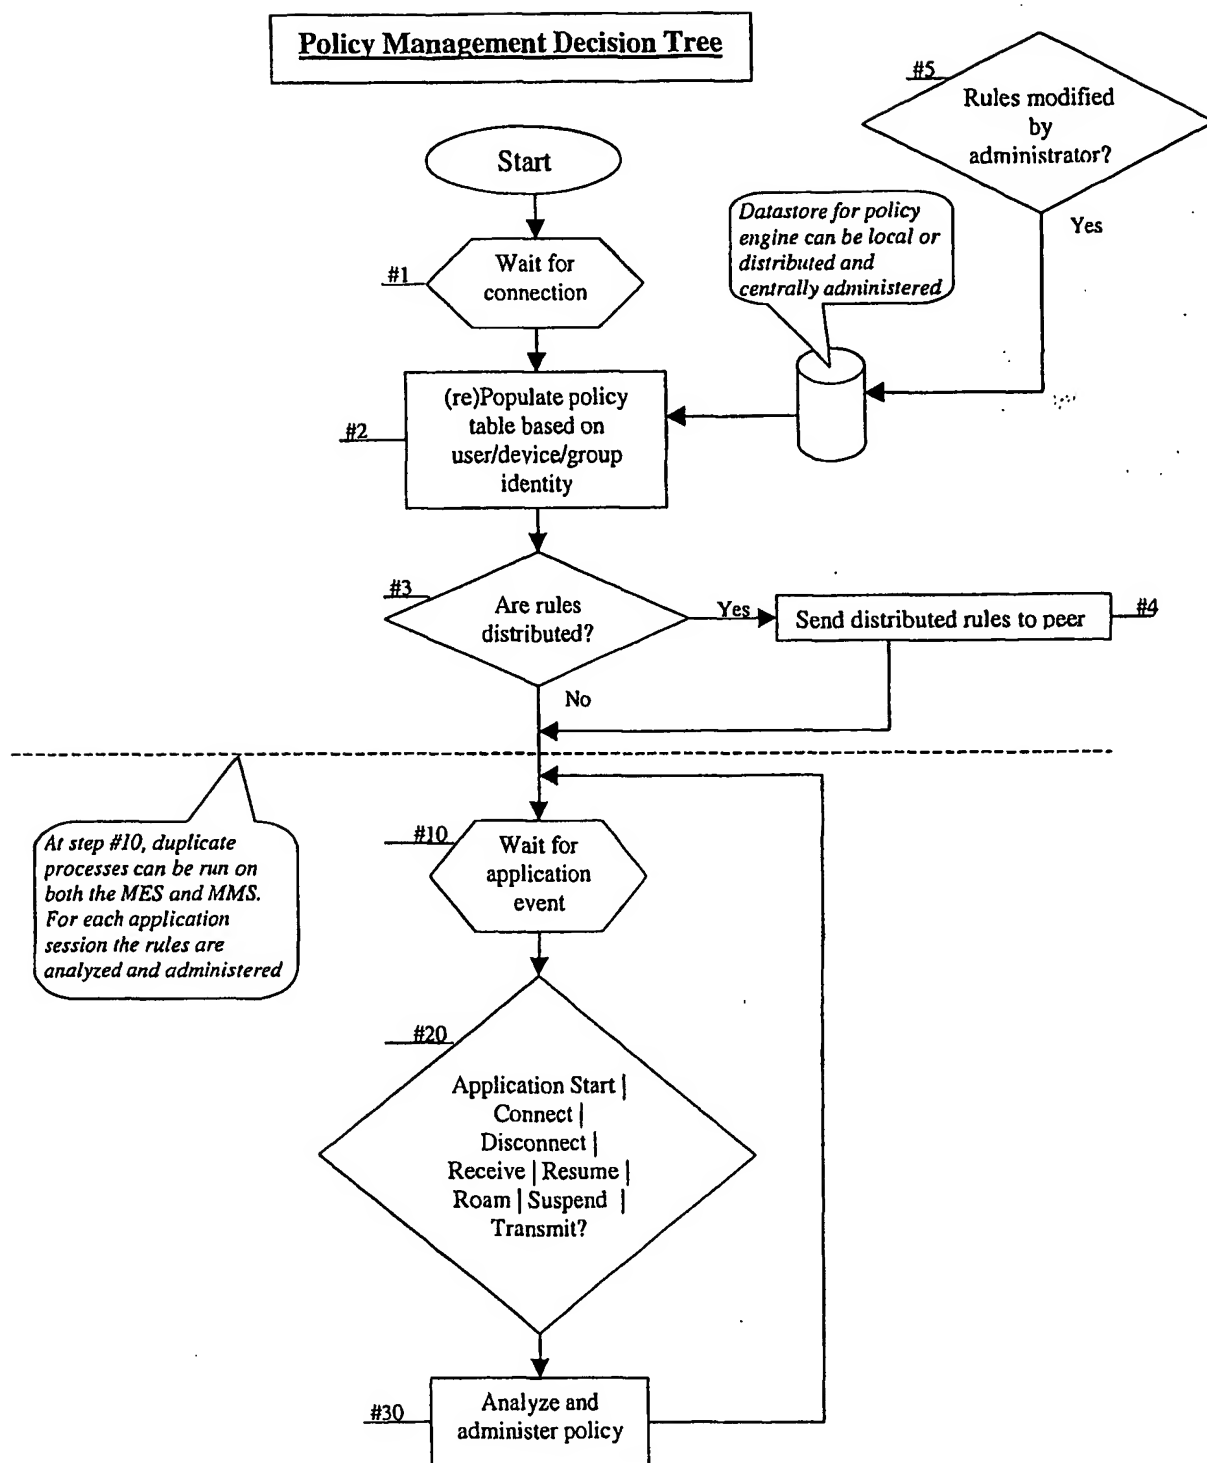 Policy Management Decision Tree
#5
Rules modified
by
administrator?
Yes
Start
Datastore for policy
engine can be local or
distributed and
centrally administered
#1
Wait for
connection
#2
(re)Populate policy
table based on
user/device/group
identity
#3
Are rules
distributed?
Yes
Send distributed rules to peer
#4
No
At step #10, duplicate
processes can be run on
both the MES and MMS.
For each application
session the rules are
analyzed and administered
#10
Wait for
application
event
#20
Application Start |
Connect |
Disconnect |
Receive | Resume |
Roam | Suspend |
Transmit?
#30
Analyze and
administer policy